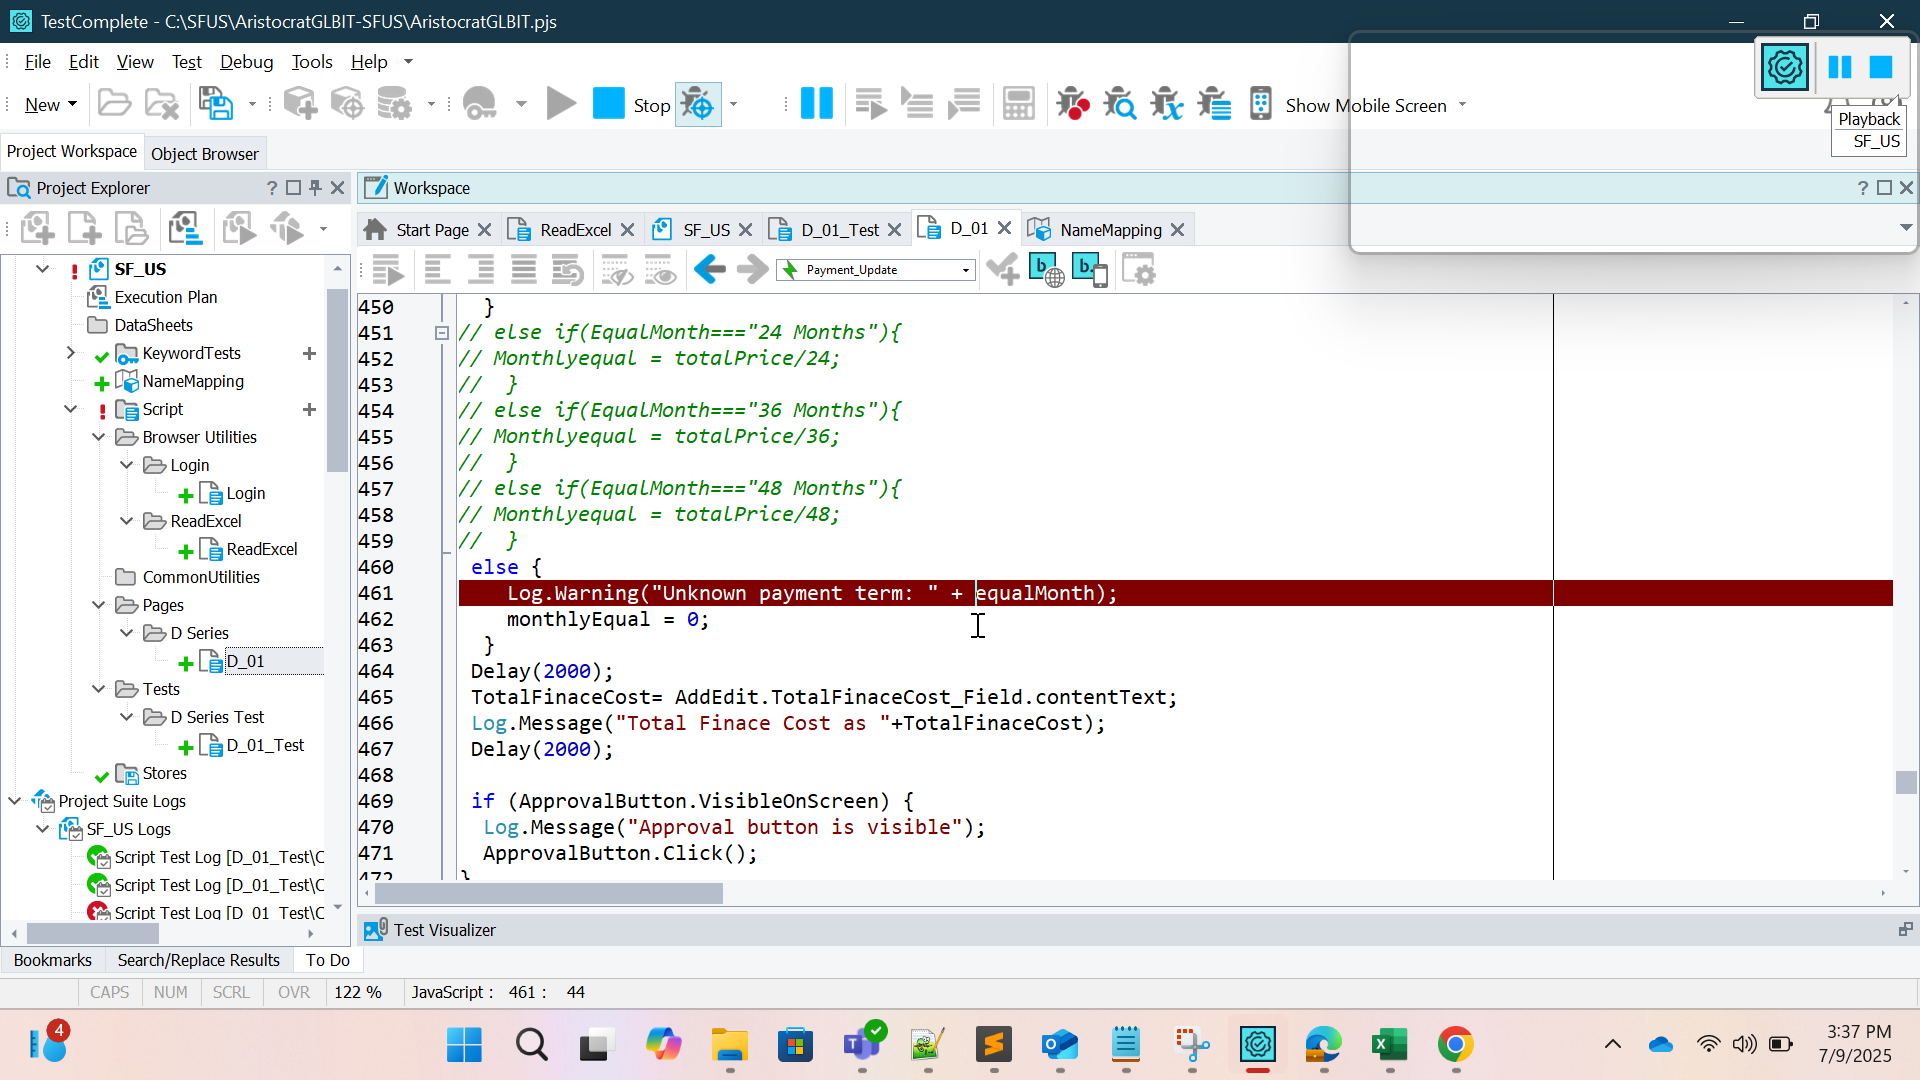 TestComplete - C:\SFUS\AristocratGLBIT-SFUS\AristocratGLBIT.pjs
File Edit View Test Debug Tools Help
New Stop Show Mobile Screen
Playback
SF_US
Project Workspace Object Browser
Project Explorer ?
Workspace ?
Start Page ReadExcel SF_US D_01_Test D_01 NameMapping
Payment_Update
SF_US
Execution Plan
DataSheets
KeywordTests
NameMapping
Script
Browser Utilities
Login
Login
ReadExcel
ReadExcel
CommonUtilities
Pages
D Series
D_01
Tests
D Series Test
D_01_Test
Stores
Project Suite Logs
SF_US Logs
Script Test Log [D_01_Test\C
Script Test Log [D_01_Test\C
Script Test Log [D_01_Test\C
450 }
451 // else if(EqualMonth==="24 Months"){
452 // Monthlyequal = totalPrice/24;
453 // }
454 // else if(EqualMonth==="36 Months"){
455 // Monthlyequal = totalPrice/36;
456 // }
457 // else if(EqualMonth==="48 Months"){
458 // Monthlyequal = totalPrice/48;
459 // }
460 else {
461 Log.Warning("Unknown payment term: " + equalMonth);
462 monthlyEqual = 0;
463 }
464 Delay(2000);
465 TotalFinaceCost= AddEdit.TotalFinaceCost_Field.contentText;
466 Log.Message("Total Finace Cost as "+TotalFinaceCost);
467 Delay(2000);
468
469 if (ApprovalButton.VisibleOnScreen) {
470 Log.Message("Approval button is visible");
471 ApprovalButton.Click();
472 }
Test Visualizer
Bookmarks Search/Replace Results To Do
CAPS NUM SCRL OVR 122 % JavaScript : 461 : 44
4
3:37 PM
7/9/2025